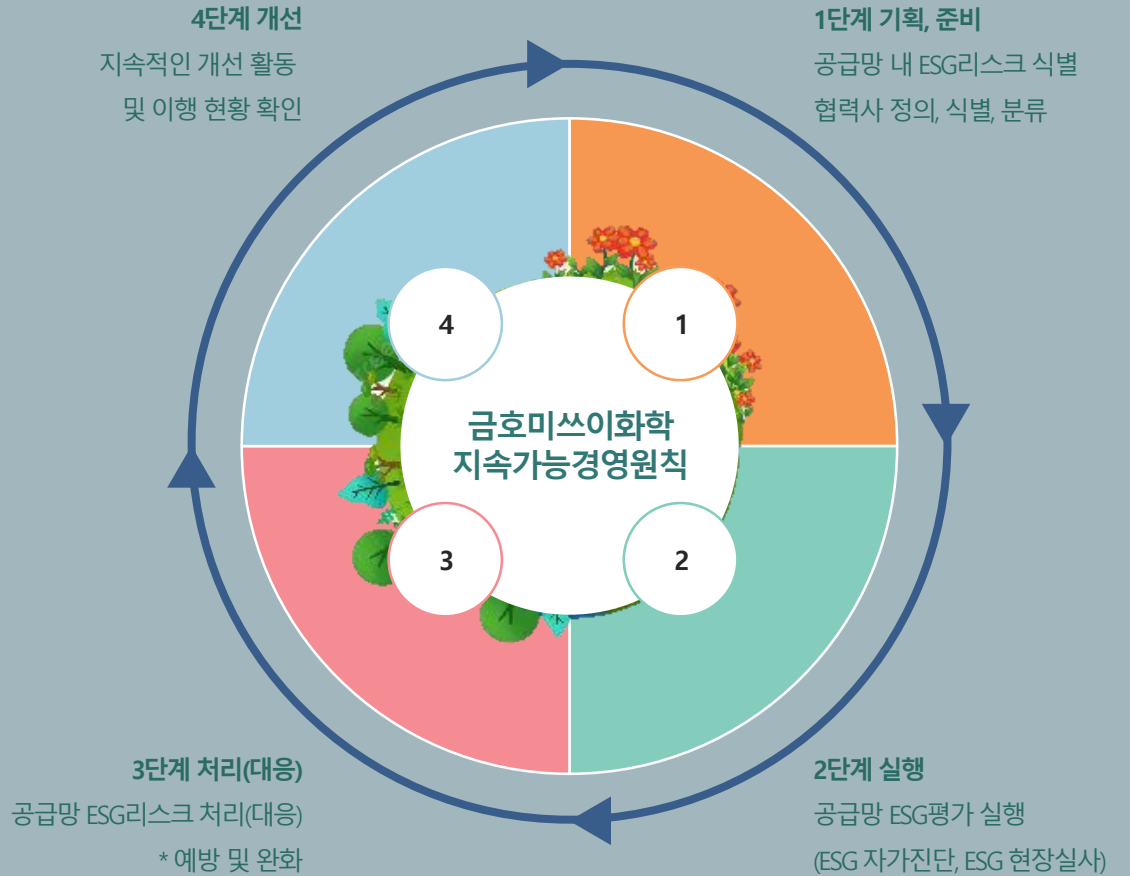 4단계 개선
지속적인 개선 활동
및 이행 현황 확인
1단계 기획, 준비
공급망 내 ESG리스크 식별
협력사 정의, 식별, 분류
4
1
금호미쓰이화학
지속가능경영원칙
3
2
3단계 처리(대응)
공급망 ESG리스크 처리(대응)
* 예방 및 완화
2단계 실행
공급망 ESG평가 실행
(ESG 자가진단, ESG 현장실사)